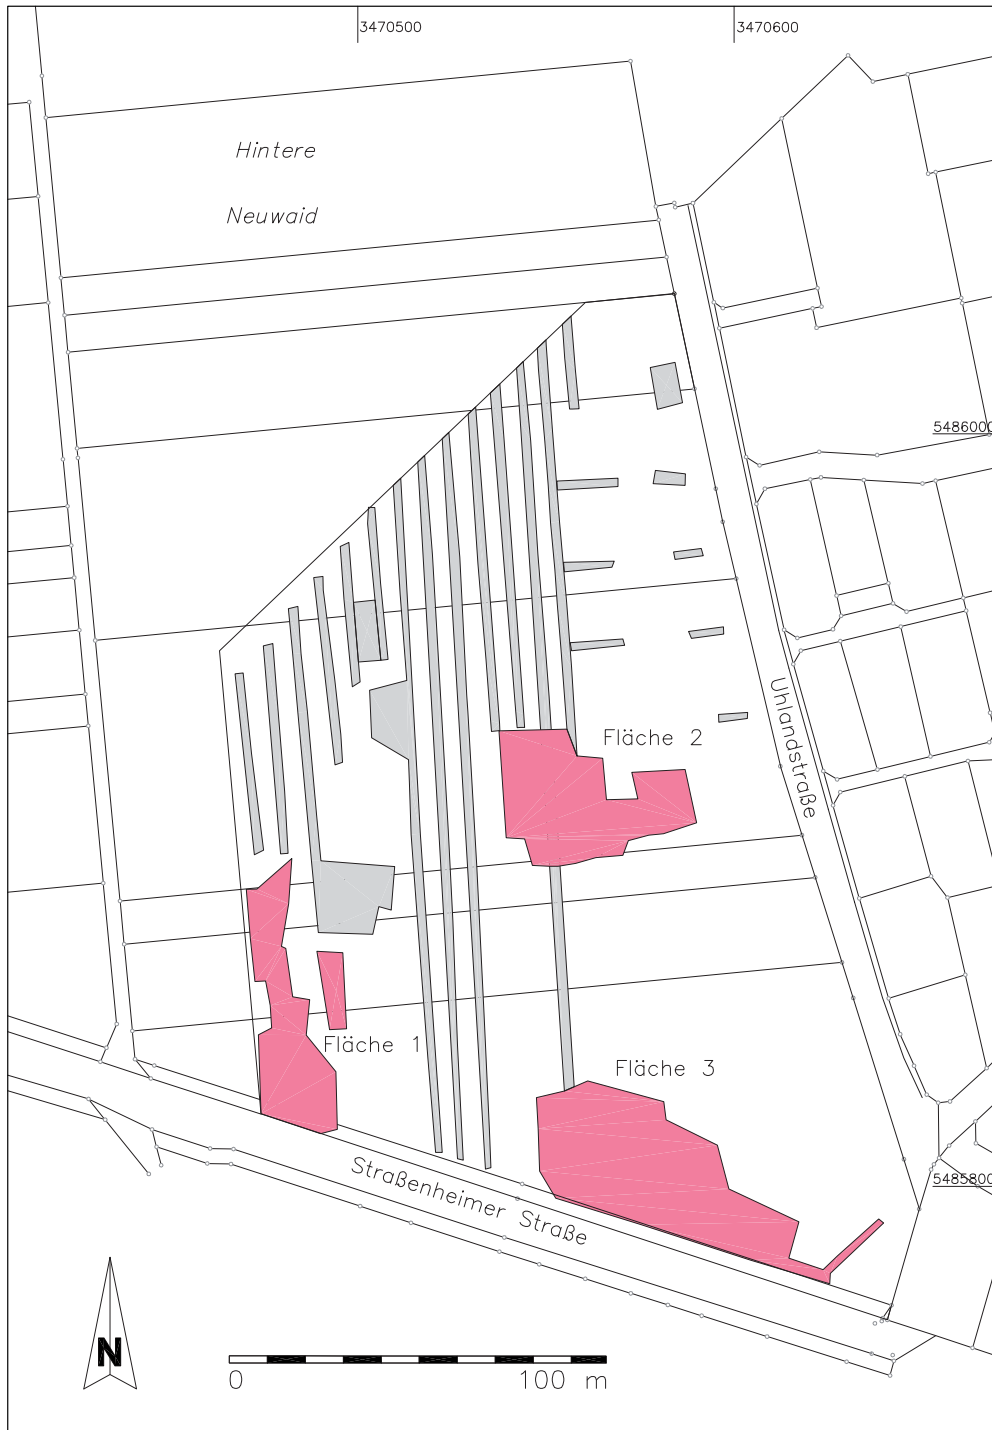 3470500
3470600
Hintere
Neuwaid
5486000
Uhlandstraße
Fläche 2
Fläche 1
Fläche 3
Straßenheimer Straße
5485800
N
0 100 m